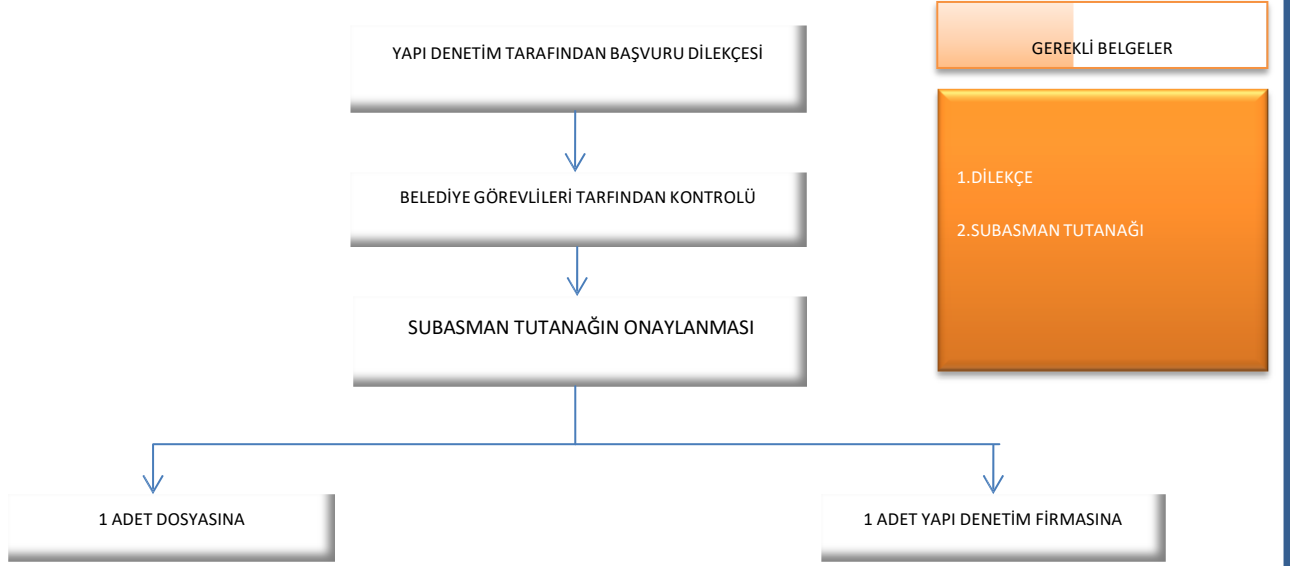 YAPI DENETİM TARAFINDAN BAŞVURU DİLEKÇESİ
GEREKLİ BELGELER
BELEDİYE GÖREVLİLERİ TARFINDAN KONTROLÜ
1.DİLEKÇE
2.SUBASMAN TUTANAĞI
SUBASMAN TUTANAĞIN ONAYLANMASI
1 ADET DOSYASINA
1 ADET YAPI DENETİM FİRMASINA